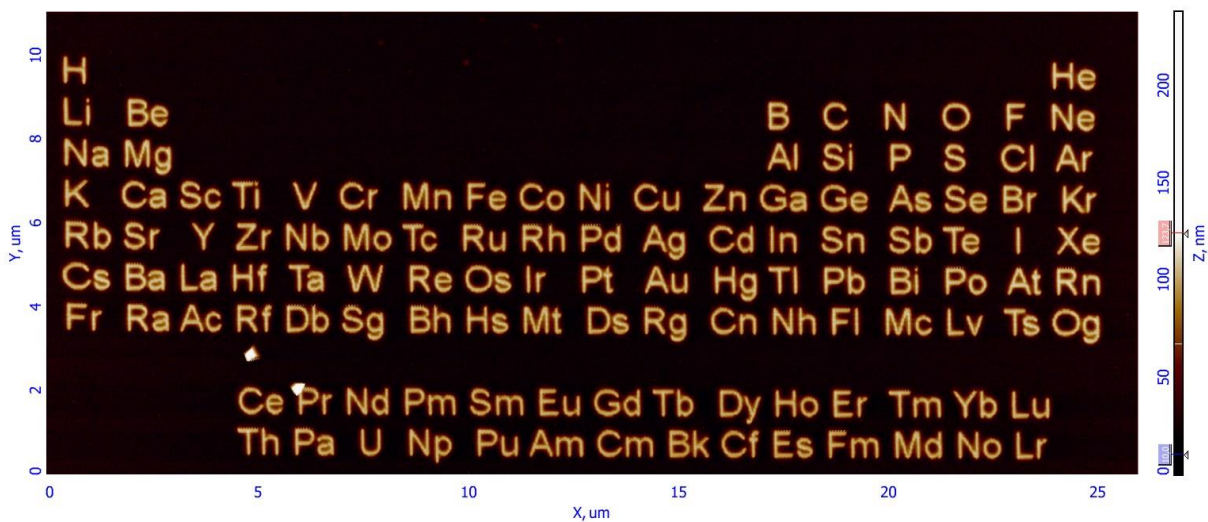 H He
Li Be B C N O F Ne
Na Mg Al Si P S Cl Ar
K Ca Sc Ti V Cr Mn Fe Co Ni Cu Zn Ga Ge As Se Br Kr
Rb Sr Y Zr Nb Mo Tc Ru Rh Pd Ag Cd In Sn Sb Te I Xe
Cs Ba La Hf Ta W Re Os Ir Pt Au Hg Tl Pb Bi Po At Rn
Fr Ra Ac Rf Db Sg Bh Hs Mt Ds Rg Cn Nh Fl Mc Lv Ts Og
Ce Pr Nd Pm Sm Eu Gd Tb Dy Ho Er Tm Yb Lu
Th Pa U Np Pu Am Cm Bk Cf Es Fm Md No Lr
10
8
6
4
2
0
Y, um
0 5 10 15 20 25
X, um
200
150
100
50
0
Z, nm